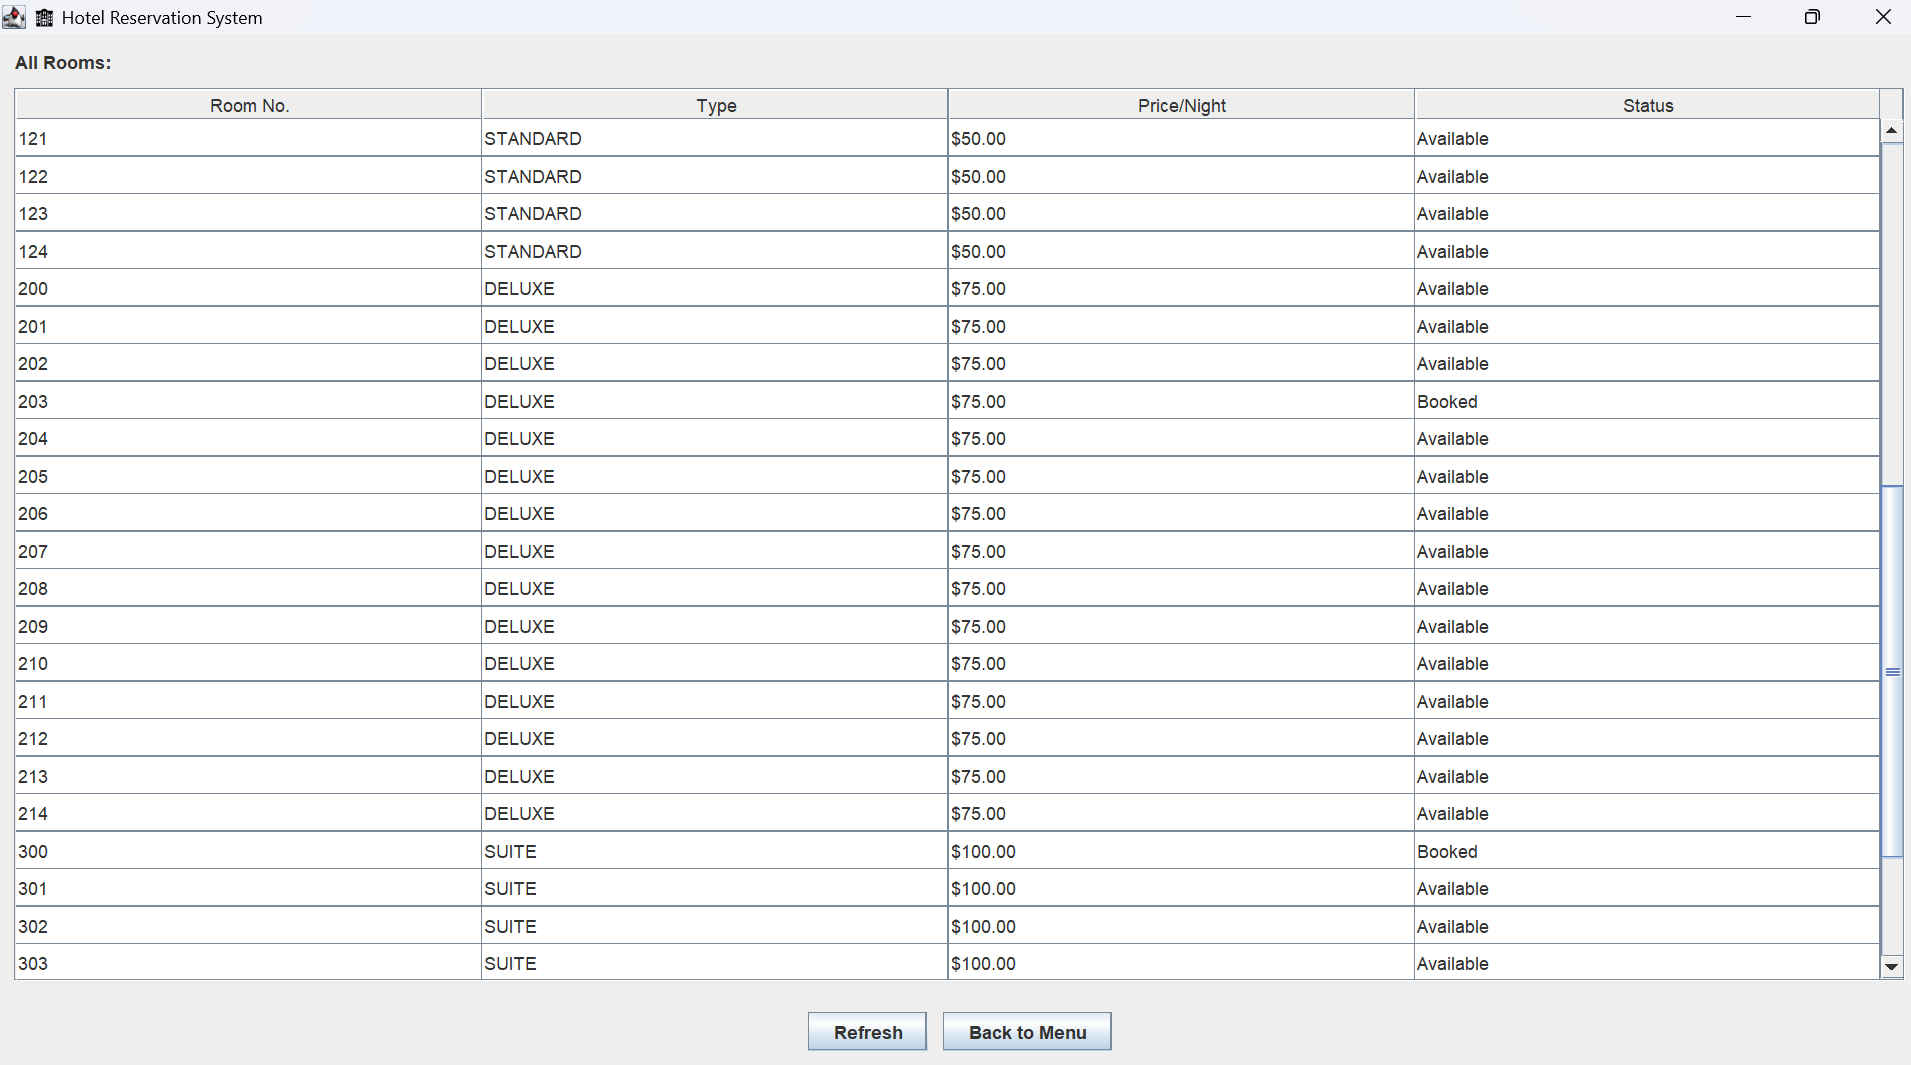 Hotel Reservation System
All Rooms:
Room No. Type Price/Night Status
121 STANDARD $50.00 Available
122 STANDARD $50.00 Available
123 STANDARD $50.00 Available
124 STANDARD $50.00 Available
200 DELUXE $75.00 Available
201 DELUXE $75.00 Available
202 DELUXE $75.00 Available
203 DELUXE $75.00 Booked
204 DELUXE $75.00 Available
205 DELUXE $75.00 Available
206 DELUXE $75.00 Available
207 DELUXE $75.00 Available
208 DELUXE $75.00 Available
209 DELUXE $75.00 Available
210 DELUXE $75.00 Available
211 DELUXE $75.00 Available
212 DELUXE $75.00 Available
213 DELUXE $75.00 Available
214 DELUXE $75.00 Available
300 SUITE $100.00 Booked
301 SUITE $100.00 Available
302 SUITE $100.00 Available
303 SUITE $100.00 Available
Refresh Back to Menu